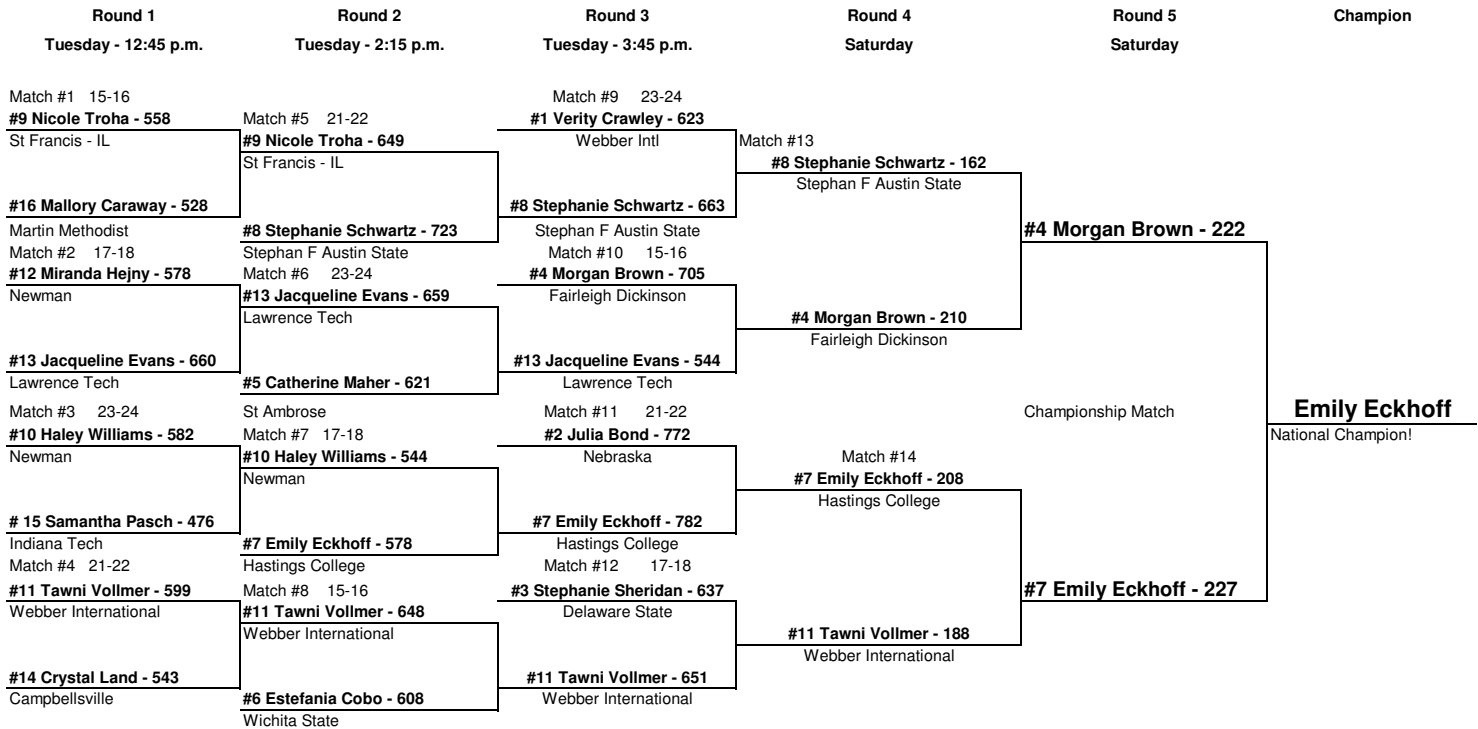 Round 1
Tuesday - 12:45 p.m.
Match #1 15-16
#9 Nicole Troha - 558
St Francis - IL
#16 Mallory Caraway - 528
Martin Methodist
Match #2 17-18
#12 Miranda Hejny - 578
Newman
#13 Jacqueline Evans - 660
Lawrence Tech
Match #3 23-24
#10 Haley Williams - 582
Newman
# 15 Samantha Pasch - 476
Indiana Tech
Match #4 21-22
#11 Tawni Vollmer - 599
Webber International
#14 Crystal Land - 543
Campbellsville
Round 2
Tuesday - 2:15 p.m.
Match #5 21-22
#9 Nicole Troha - 649
St Francis - IL
#8 Stephanie Schwartz - 723
Stephan F Austin State
Match #6 23-24
#13 Jacqueline Evans - 659
Lawrence Tech
#5 Catherine Maher - 621
St Ambrose
Match #7 17-18
#10 Haley Williams - 544
Newman
#7 Emily Eckhoff - 578
Hastings College
Match #8 15-16
#11 Tawni Vollmer - 648
Webber International
#6 Estefania Cobo - 608
Wichita State
Round 3
Tuesday - 3:45 p.m.
Match #9 23-24
#1 Verity Crawley - 623
Webber Intl
#8 Stephanie Schwartz - 663
Stephan F Austin State
Match #10 15-16
#4 Morgan Brown - 705
Fairleigh Dickinson
#13 Jacqueline Evans - 544
Lawrence Tech
Match #11 21-22
#2 Julia Bond - 772
Nebraska
#7 Emily Eckhoff - 782
Hastings College
Match #12 17-18
#3 Stephanie Sheridan - 637
Delaware State
#11 Tawni Vollmer - 651
Webber International
Round 4
Saturday
Match #13
#8 Stephanie Schwartz - 162
Stephan F Austin State
#4 Morgan Brown - 210
Fairleigh Dickinson
Match #14
#7 Emily Eckhoff - 208
Hastings College
#11 Tawni Vollmer - 188
Webber International
Round 5
Saturday
#4 Morgan Brown - 222
Championship Match
#7 Emily Eckhoff - 227
Champion
Emily Eckhoff
National Champion!